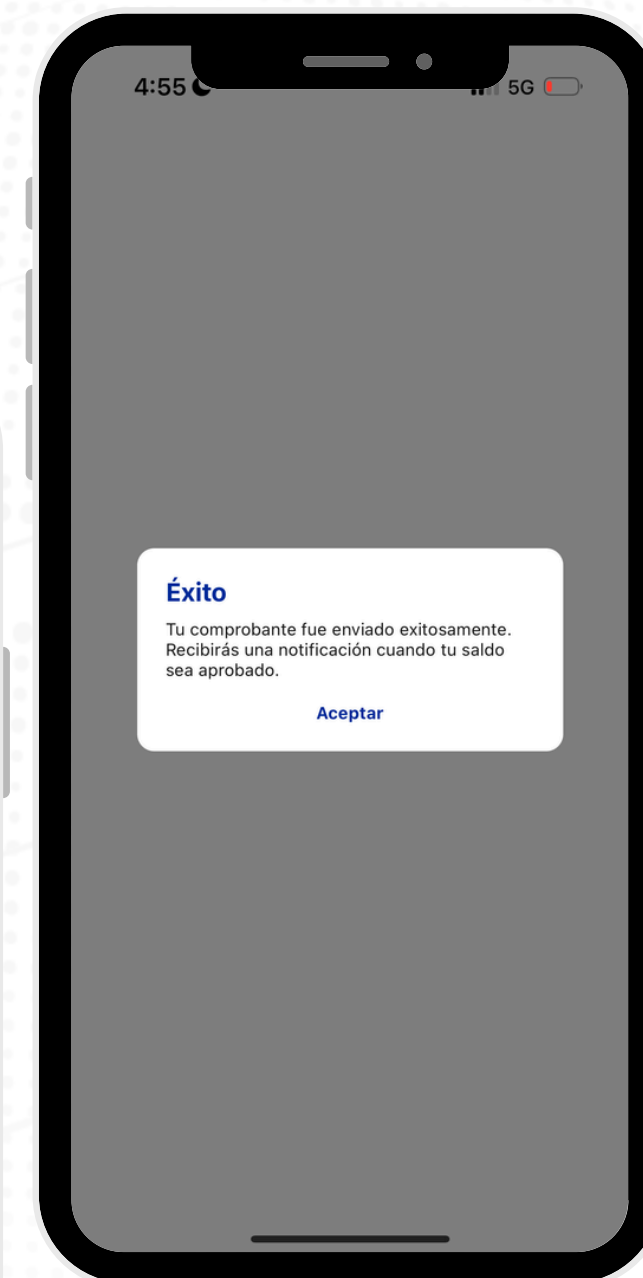 4:55
5G
Éxito
Tu comprobante fue enviado exitosamente.
Recibirás una notificación cuando tu saldo
sea aprobado.
Aceptar